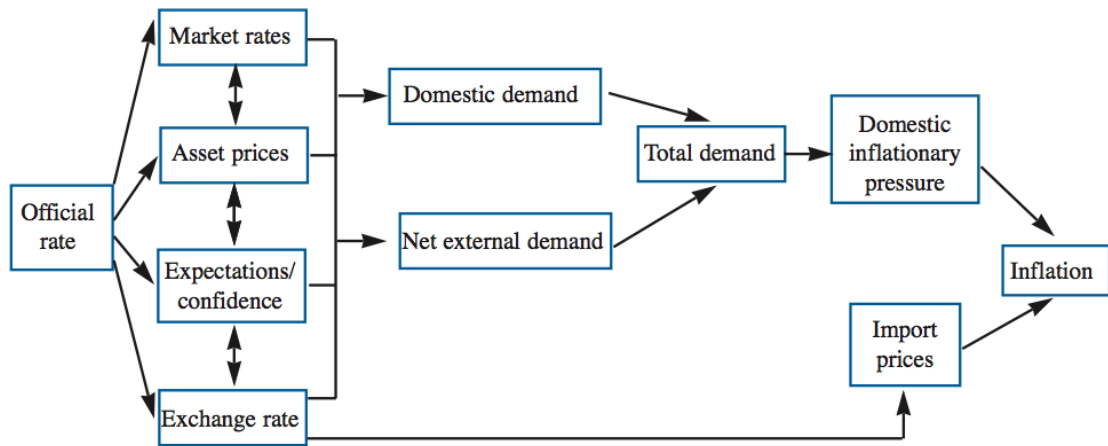 Market rates
Asset prices
Official
rate
Expectations/
confidence
Exchange rate
Domestic demand
Net external demand
Total demand
Domestic
inflationary
pressure
Import
prices
Inflation